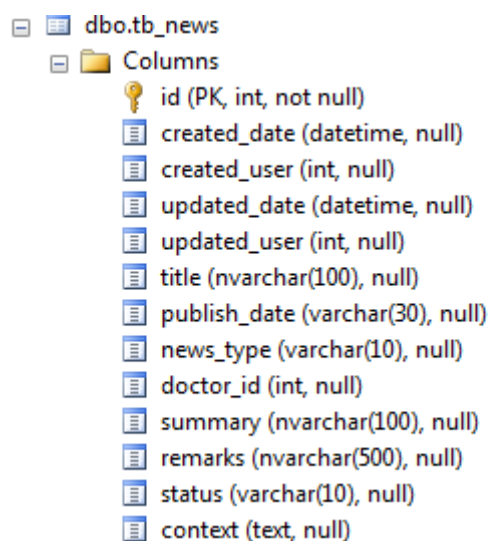 dbo.tb_news
Columns
id (PK, int, not null)
created_date (datetime, null)
created_user (int, null)
updated_date (datetime, null)
updated_user (int, null)
title (nvarchar(100), null)
publish_date (varchar(30), null)
news_type (varchar(10), null)
doctor_id (int, null)
summary (nvarchar(100), null)
remarks (nvarchar(500), null)
status (varchar(10), null)
context (text, null)